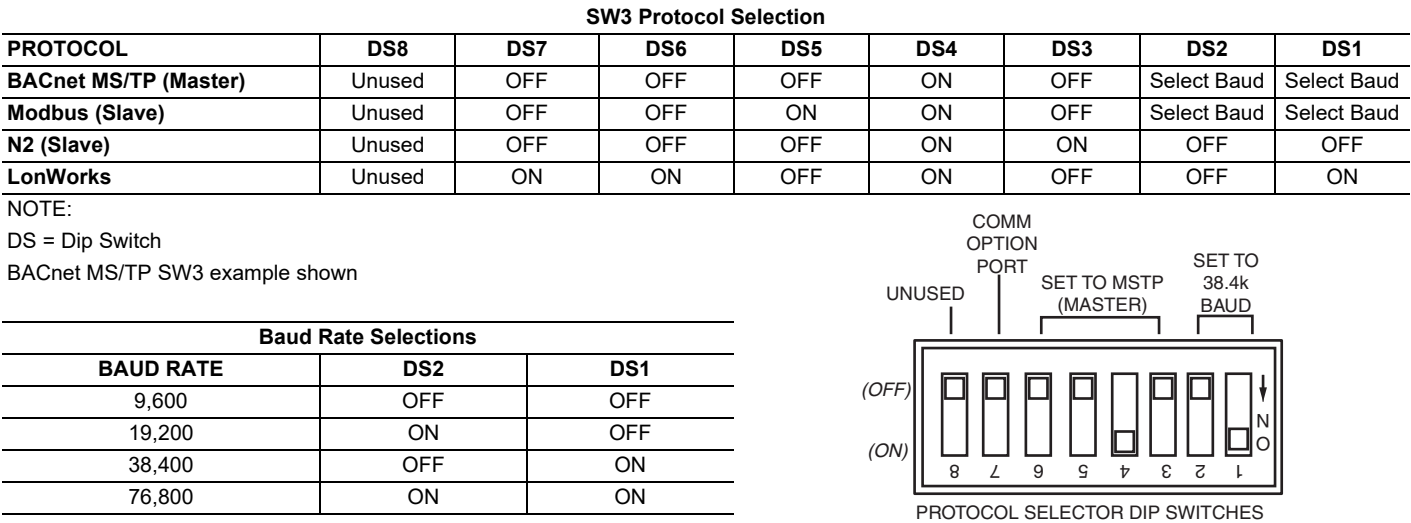 SW3 Protocol Selection
PROTOCOL DS8 DS7 DS6 DS5 DS4 DS3 DS2 DS1
BACnet MS/TP (Master) Unused OFF OFF OFF ON OFF Select Baud Select Baud
Modbus (Slave) Unused OFF OFF ON ON OFF Select Baud Select Baud
N2 (Slave) Unused OFF OFF OFF ON ON OFF OFF
LonWorks Unused ON ON OFF ON OFF OFF ON
NOTE:
DS = Dip Switch
BACnet MS/TP SW3 example shown
Baud Rate Selections
BAUD RATE DS2 DS1
9,600 OFF OFF
19,200 ON OFF
38,400 OFF ON
76,800 ON ON
UNUSED
COMM
OPTION
PORT
SET TO MSTP
(MASTER)
SET TO
38.4k
BAUD
(OFF)
(ON)
ON
8 7 6 5 4 3 2 1
PROTOCOL SELECTOR DIP SWITCHES